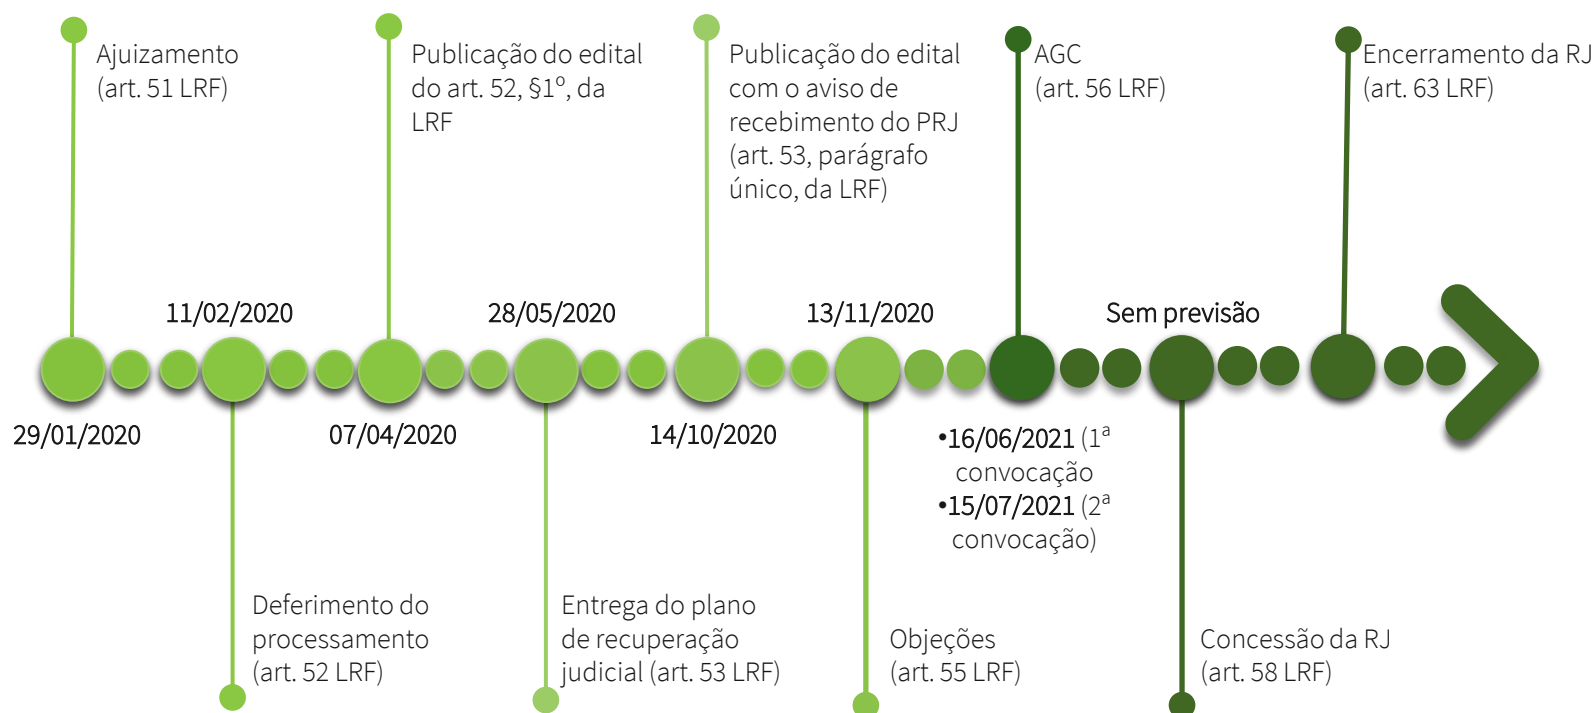 Ajuizamento
(art. 51 LRF)
Publicação do edital
do art. 52, §1º, da
LRF
Publicação do edital
com o aviso de
recebimento do PRJ
(art. 53, parágrafo
único, da LRF)
AGC
(art. 56 LRF)
Encerramento da RJ
(art. 63 LRF)
11/02/2020
28/05/2020
13/11/2020
Sem previsão
29/01/2020
07/04/2020
14/10/2020
•16/06/2021 (1ª
convocação
•15/07/2021 (2ª
convocação)
Deferimento do
processamento
(art. 52 LRF)
Entrega do plano
de recuperação
judicial (art. 53 LRF)
Objeções
(art. 55 LRF)
Concessão da RJ
(art. 58 LRF)